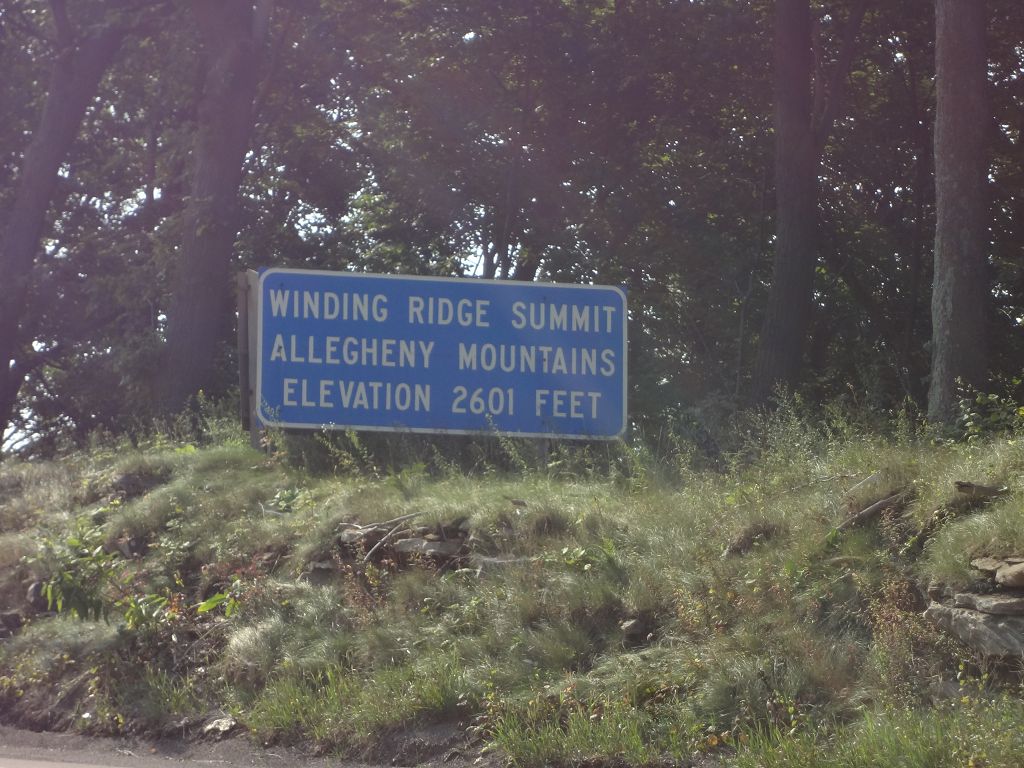 WINDING RIDGE SUMMIT
ALLEGHENY MOUNTAINS
ELEVATION 2601 FEET